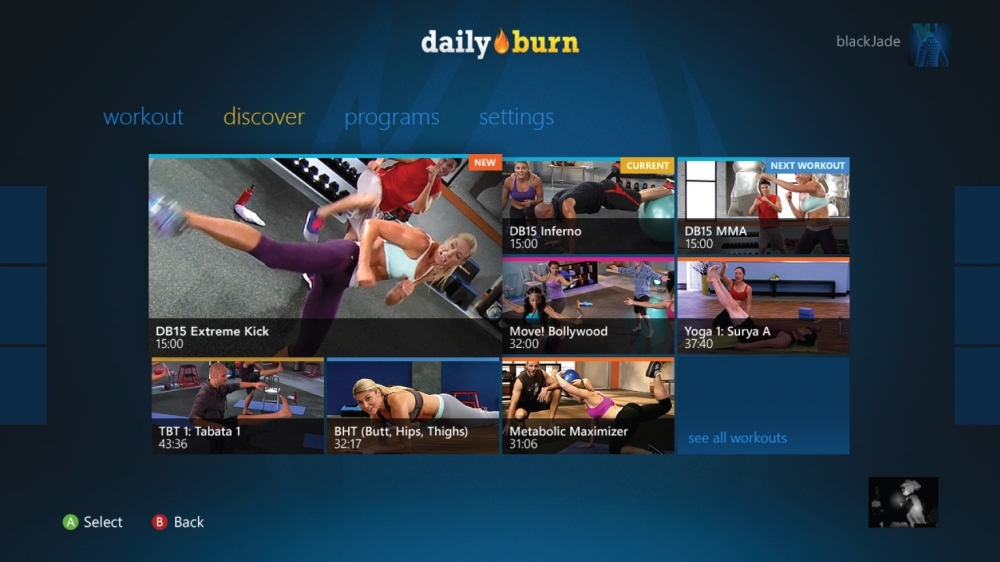 daily burn
blackJade
workout discover programs settings
NEW
CURRENT
NEXT WORKOUT
DB15 Extreme Kick
15:00
DB15 Inferno
15:00
DB15 MMA
15:00
Move! Bollywood
32:00
Yoga 1: Surya A
37:40
TBT 1: Tabata 1
43:36
BHT (Butt, Hips, Thighs)
32:17
Metabolic Maximizer
31:06
see all workouts
A Select
B Back